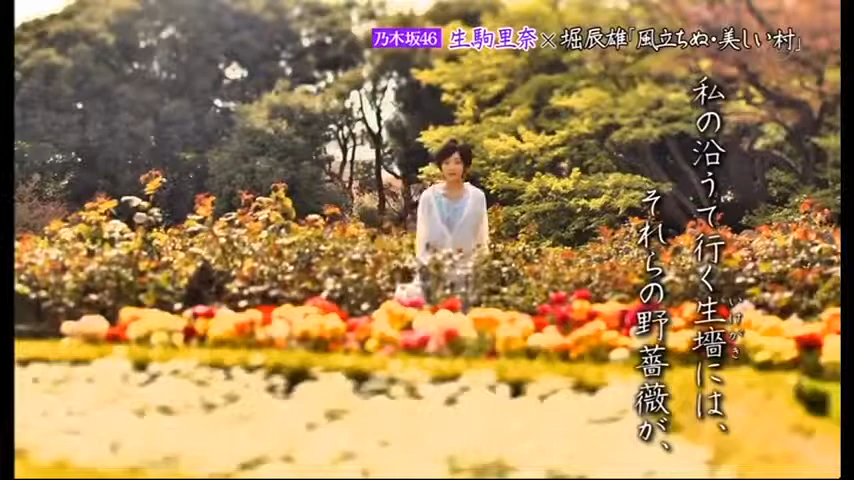 乃木坂46 生駒里奈×堀辰雄「風立ちぬ・美しい村」
私の沿うて行く生墻には、
いけがき
それらの野薔薇が、